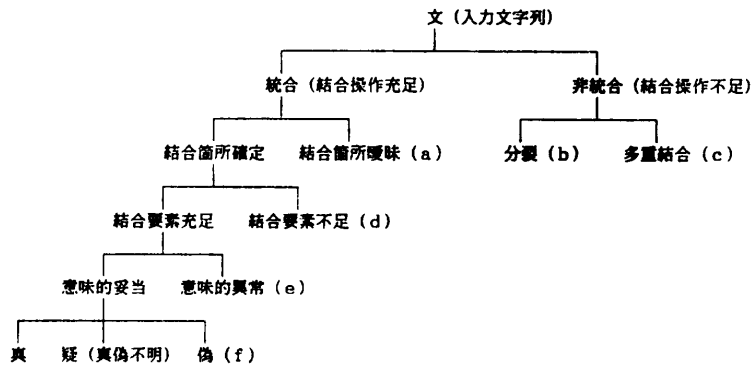 文（入力文字列）
統合（結合操作充足） 非統合（結合操作不足）
結合箇所確定 結合箇所曖昧（a） 分裂（b） 多重結合（c）
結合要素充足 結合要素不足（d）
意味的妥当 意味的異常（e）
真 疑（真偽不明） 偽（f）